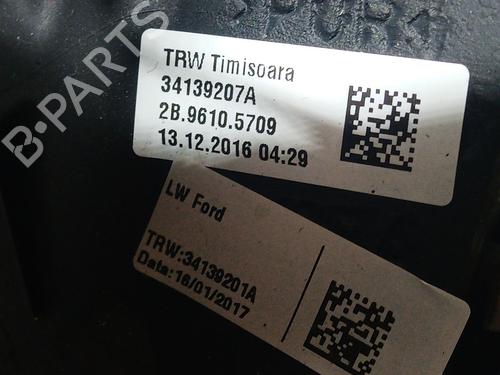 B-PARTS
TRW Timisoara
34139207A
2B.9610.5709
13.12.2016 04:29
LW Ford
TRW:34139201A
Data:16/01/2017